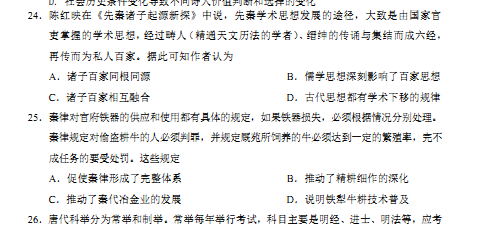 D. 社会历史条件变化导致不同诗人价值判断和选择的变化
24. 陈红映在《先秦诸子起源新探》中说，先秦学术思想发展的途径，大致是由国家官
吏掌握的学术思想，经过畴人（精通天文历法的学者）、缙绅的传诵与集结而成六经，
再传而为私人百家。据此可知作者认为
A. 诸子百家同根同源 B. 儒学思想深刻影响了百家思想
C. 诸子百家相互融合 D. 古代思想都有学术下移的规律
25. 秦律对官府铁器的供应和使用都有具体的规定，如果铁器损失，必须根据情况分别处理。
秦律规定对偷盗耕牛的人必须判罪，并规定厩苑所饲养的牛必须达到一定的繁殖率，完不
成任务的要受处罚。这些规定
A. 促使秦律形成了完整体系 B. 推动了精耕细作的深化
C. 推动了秦代冶金业的发展 D. 说明铁犁牛耕技术普及
26. 唐代科举分为常举和制举。常举每年举行考试，科目主要是明经、进士、明法等，应考